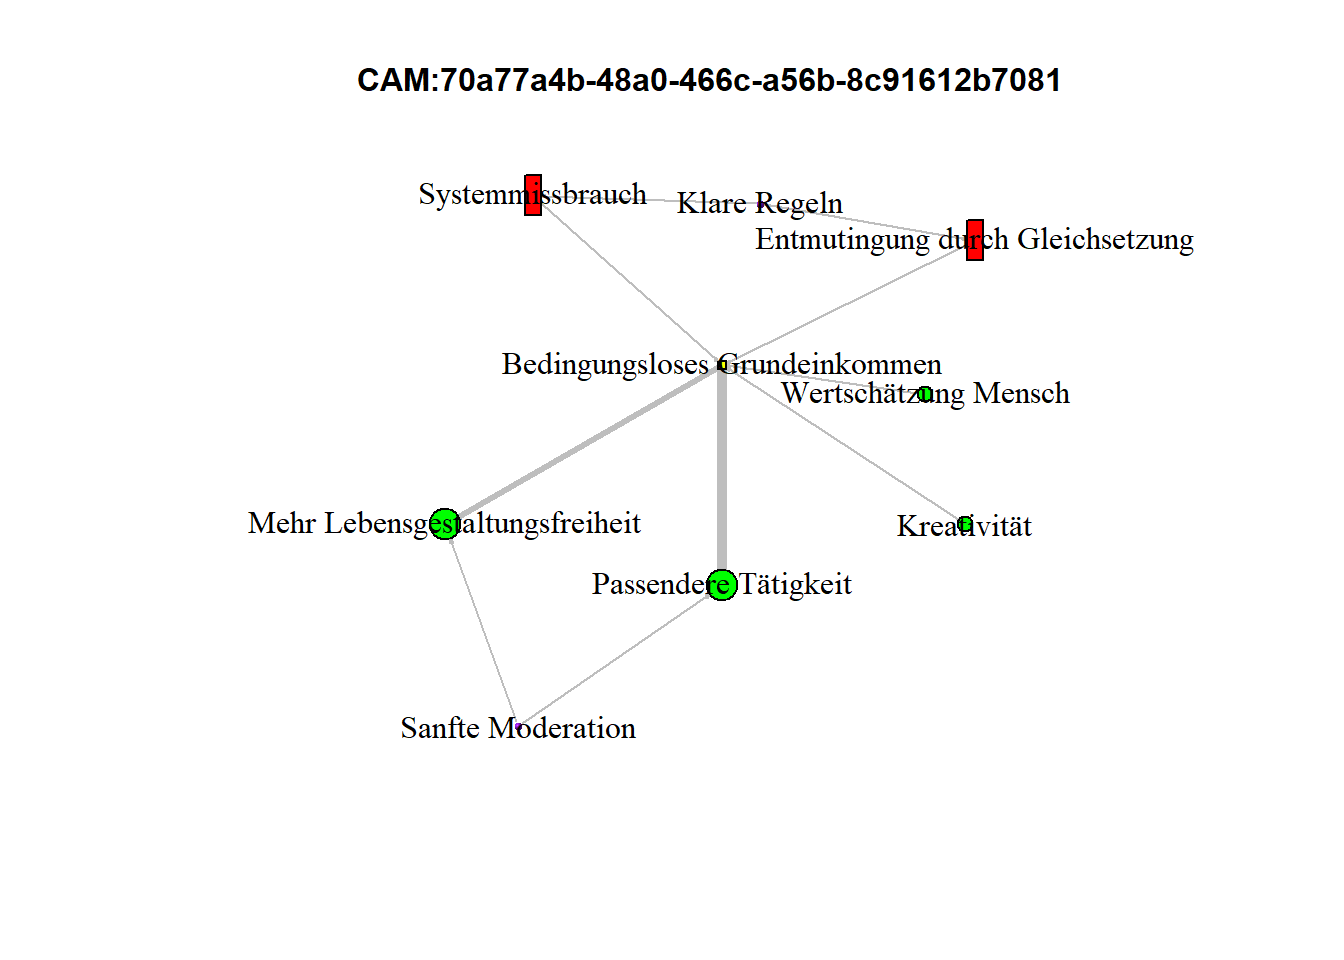 CAM:70a77a4b-48a0-466c-a56b-8c91612b7081
Systemmissbrauch
Klare Regeln
Entmutingung durch Gleichsetzung
Bedingungsloses Grundeinkommen
Wertschätzung Mensch
Mehr Lebensgestaltungsfreiheit
Kreativität
Passendere Tätigkeit
Sanfte Moderation